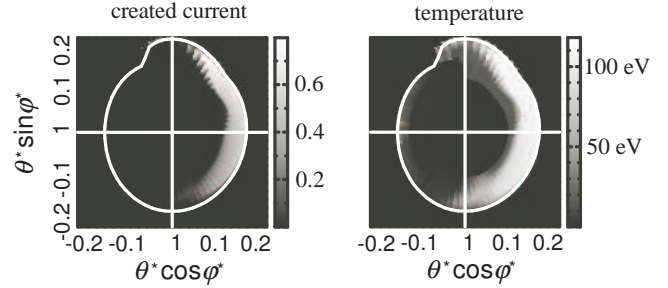 created current
temperature
0.2
0.1
1
-0.1
-0.2
θ* sinφ*
-0.2 -0.1 1 0.1 0.2
θ* cosφ*
0.6
0.4
0.2
-0.2 -0.1 1 0.1 0.2
θ* cosφ*
100 eV
50 eV